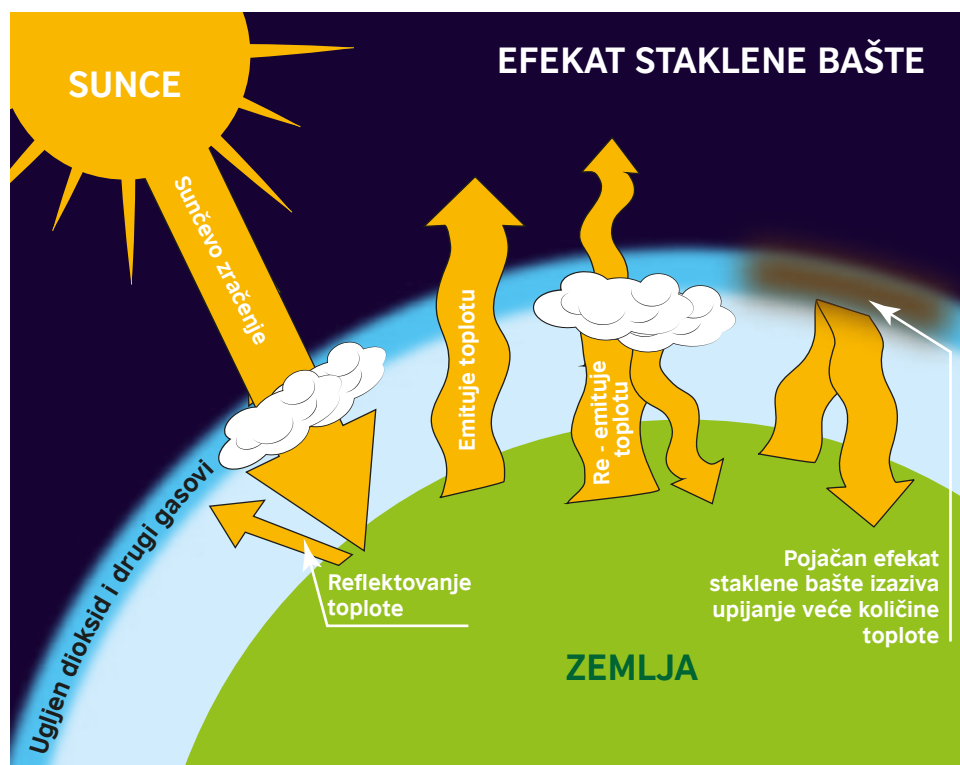 EFEKAT STAKLENE BAŠTE
SUNCE
Sunčevo zračenje
Emituje toplotu
Re - emituje
toplotu
Ugljen dioksid i drugi gasovi
Reflektovanje
toplote
Pojačan efekat
staklene bašte izaziva
upijanje veće količine
toplote
ZEMLJA